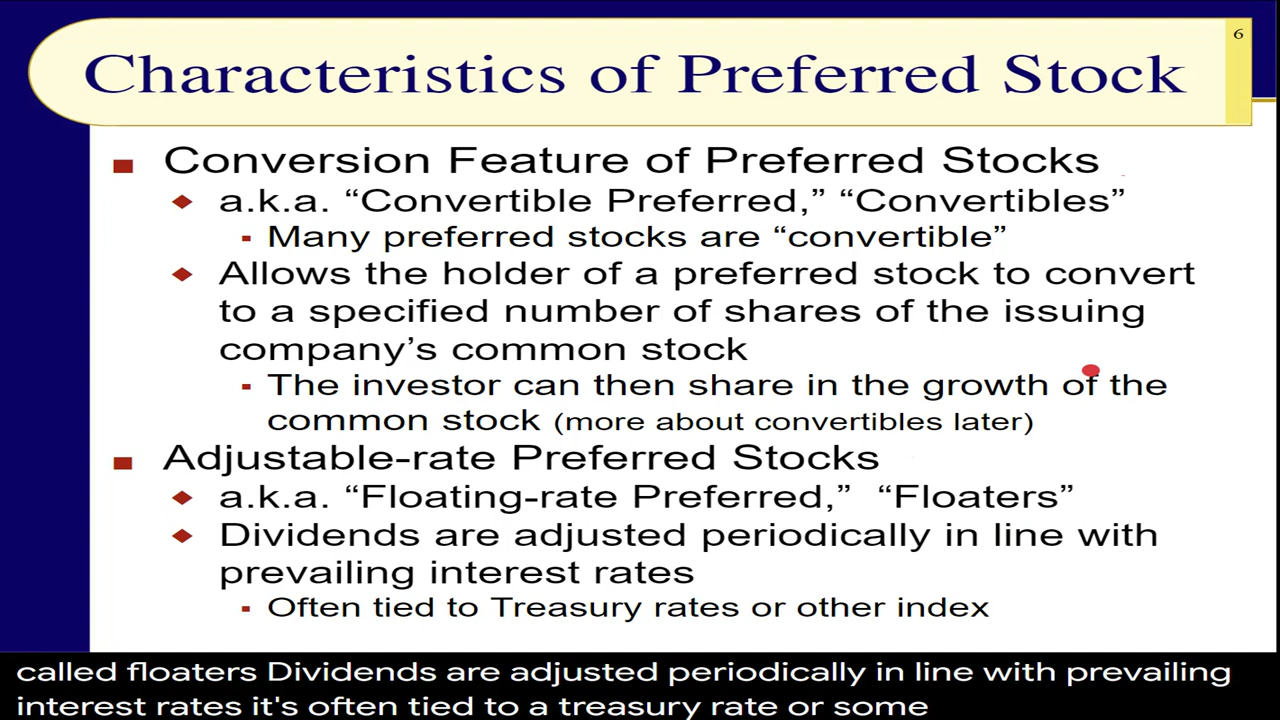 6
Characteristics of Preferred Stock
Conversion Feature of Preferred Stocks
a.k.a. “Convertible Preferred,” “Convertibles”
Many preferred stocks are “convertible”
Allows the holder of a preferred stock to convert
to a specified number of shares of the issuing
company’s common stock
The investor can then share in the growth of the
common stock (more about convertibles later)
Adjustable-rate Preferred Stocks
a.k.a. “Floating-rate Preferred,” “Floaters”
Dividends are adjusted periodically in line with
prevailing interest rates
Often tied to Treasury rates or other index
called floaters Dividends are adjusted periodically in line with prevailing
interest rates it's often tied to a treasury rate or some